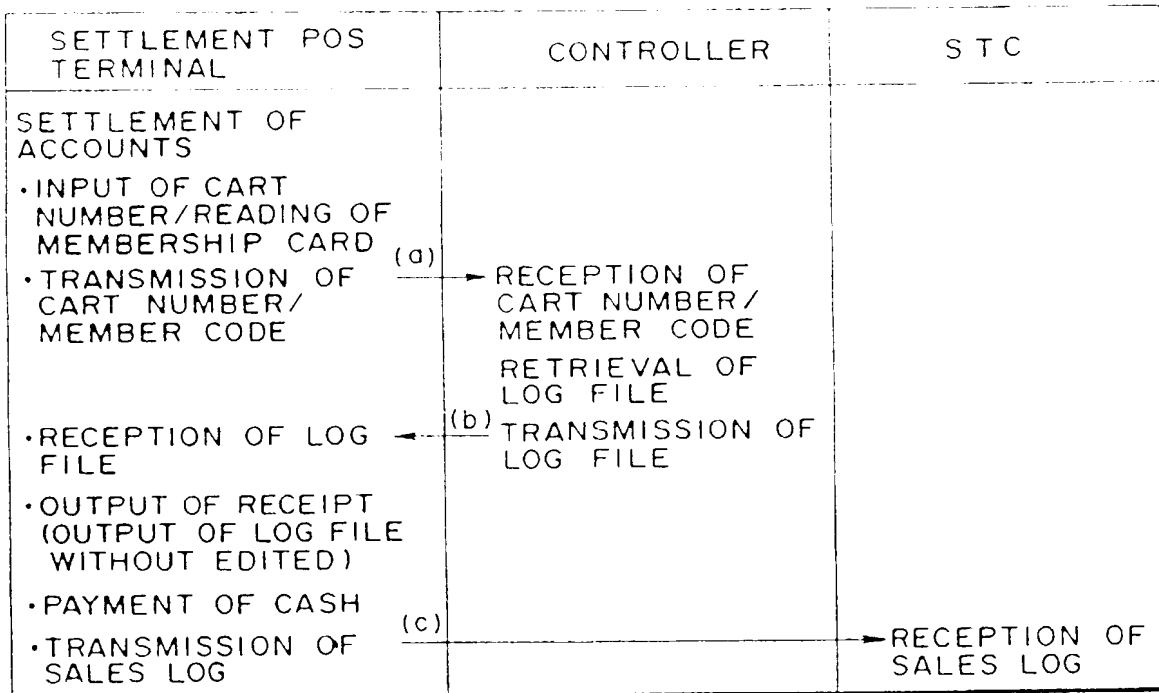 SETTLEMENT POS
TERMINAL
CONTROLLER
STC
SETTLEMENT OF
ACCOUNTS
·INPUT OF CART
NUMBER/READING OF
MEMBERSHIP CARD
·TRANSMISSION OF
CART NUMBER/
MEMBER CODE
(a)
RECEPTION OF
CART NUMBER/
MEMBER CODE
RETRIEVAL OF
LOG FILE
·RECEPTION OF LOG
FILE
(b)
TRANSMISSION OF
LOG FILE
·OUTPUT OF RECEIPT
(OUTPUT OF LOG FILE
WITHOUT EDITED)
·PAYMENT OF CASH
·TRANSMISSION OF
SALES LOG
(c)
RECEPTION OF
SALES LOG